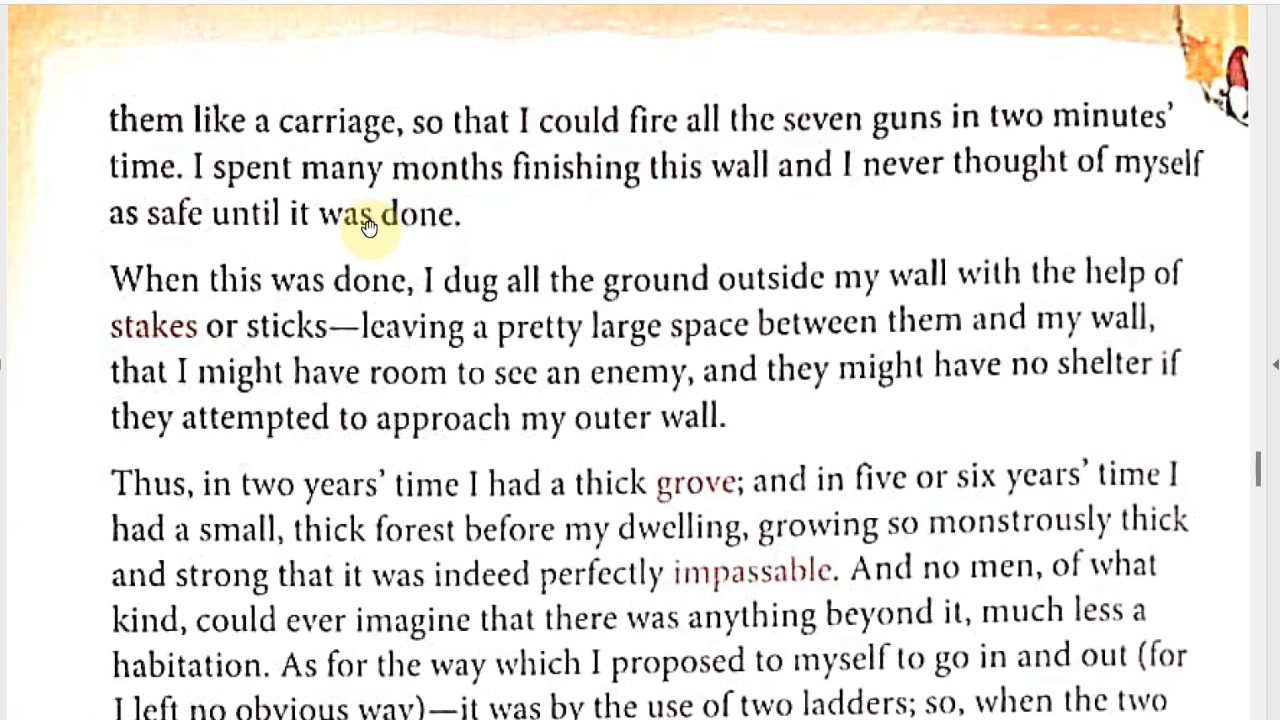 them like a carriage, so that I could fire all the seven guns in two minutes'
time. I spent many months finishing this wall and I never thought of myself
as safe until it was done.
When this was done, I dug all the ground outside my wall with the help of
stakes or sticks—leaving a pretty large space between them and my wall,
that I might have room to see an enemy, and they might have no shelter if
they attempted to approach my outer wall.
Thus, in two years' time I had a thick grove; and in five or six years' time I
had a small, thick forest before my dwelling, growing so monstrously thick
and strong that it was indeed perfectly impassable. And no men, of what
kind, could ever imagine that there was anything beyond it, much less a
habitation. As for the way which I proposed to myself to go in and out (for
I left no obvious way)—it was by the use of two ladders; so, when the two